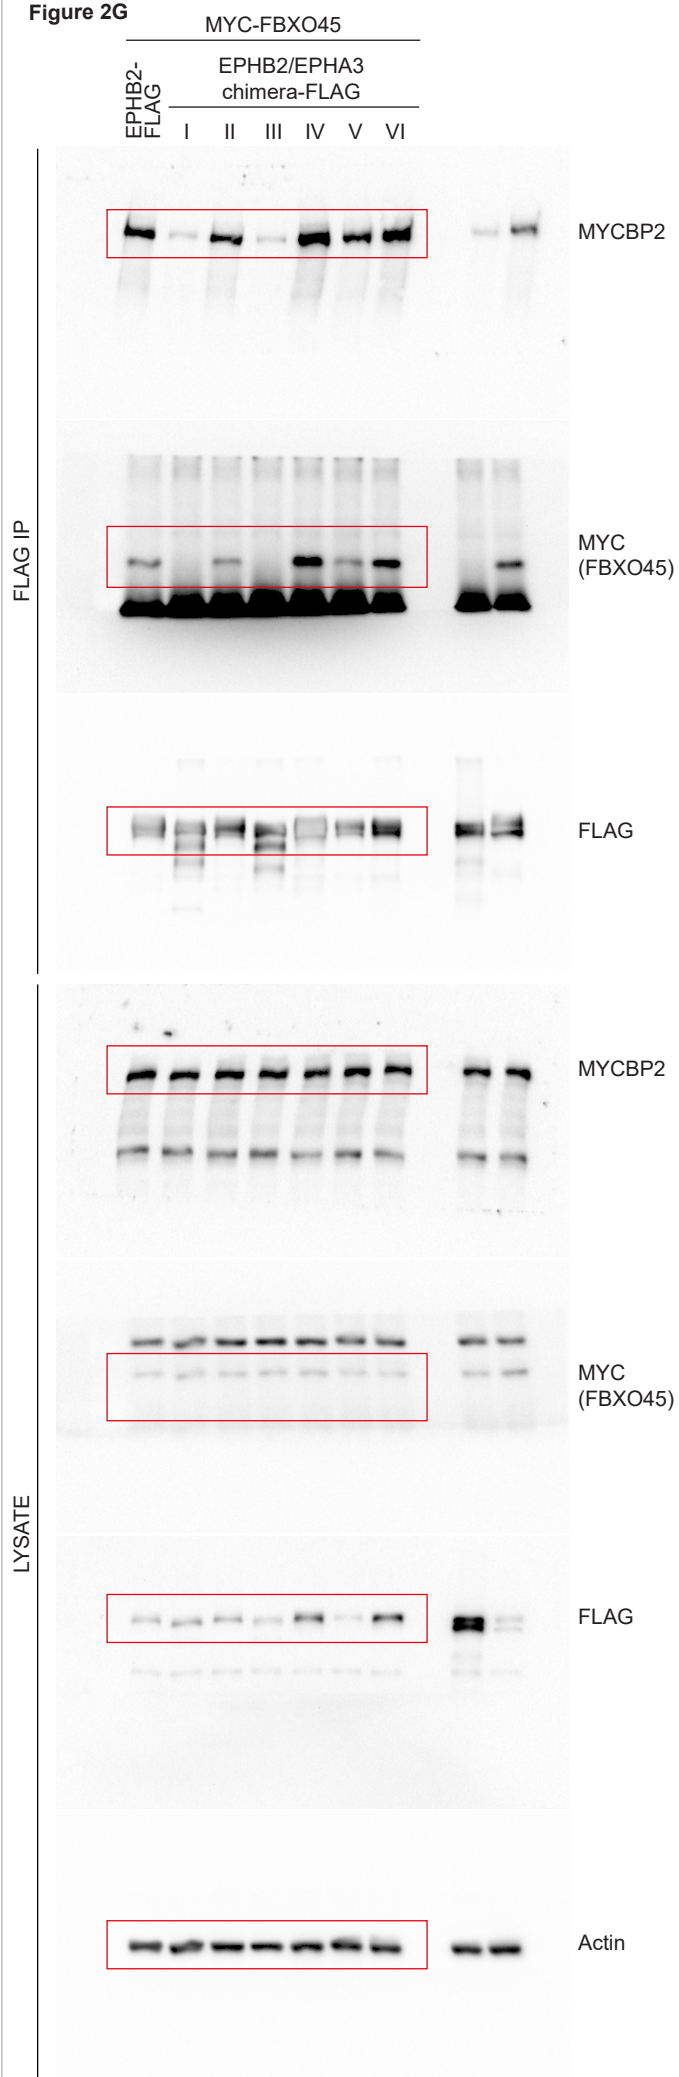 Figure 2G
MYC-FBXO45
EPHB2-
FLAG
EPHB2/EPHA3
chimera-FLAG
I II III IV V VI
FLAG IP
MYCBP2
MYC
(FBXO45)
FLAG
LYSATE
MYCBP2
MYC
(FBXO45)
FLAG
Actin